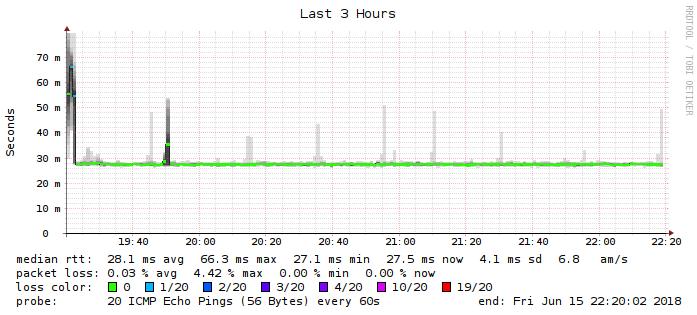 Last 3 Hours
RRDTOOL / TOBI OETIKER
Seconds
70 m
60 m
50 m
40 m
30 m
20 m
10 m
0
19:40 20:00 20:20 20:40 21:00 21:20 21:40 22:00 22:20
median rtt: 28.1 ms avg 66.3 ms max 27.1 ms min 27.5 ms now 4.1 ms sd 6.8 am/s
packet loss: 0.03 % avg 4.42 % max 0.00 % min 0.00 % now
loss color: 0 1/20 2/20 3/20 4/20 10/20 19/20
probe: 20 ICMP Echo Pings (56 Bytes) every 60s end: Fri Jun 15 22:20:02 2018